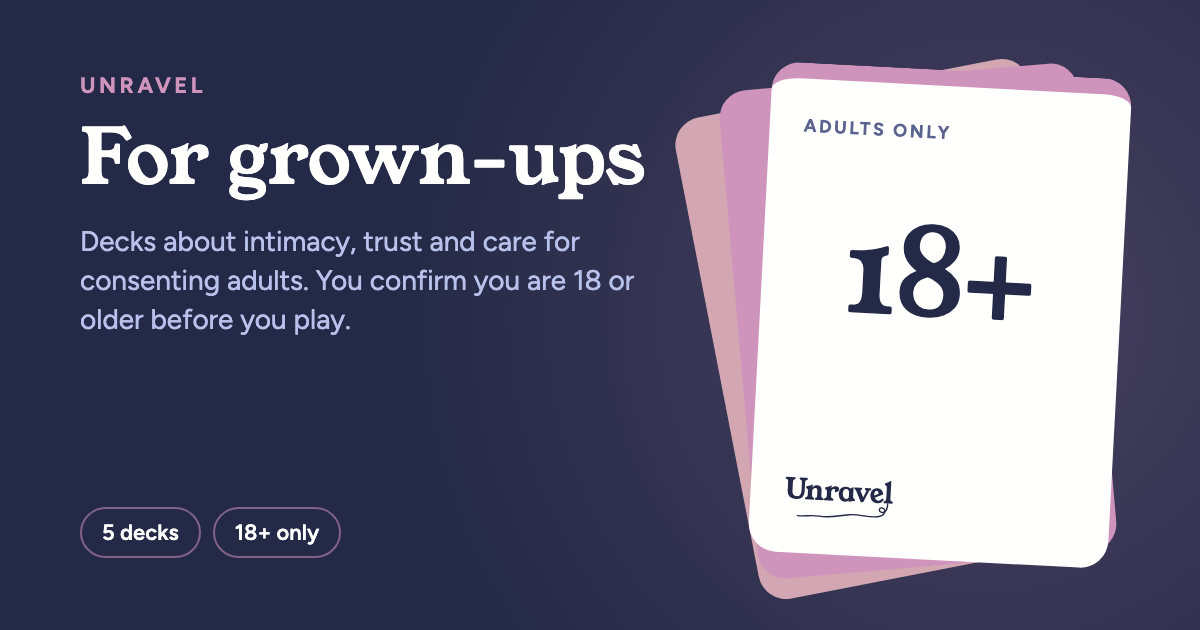 UNRAVEL
For grown-ups
Decks about intimacy, trust and care for
consenting adults. You confirm you are 18 or
older before you play.
5 decks
18+ only
ADULTS ONLY
18+
Unravel